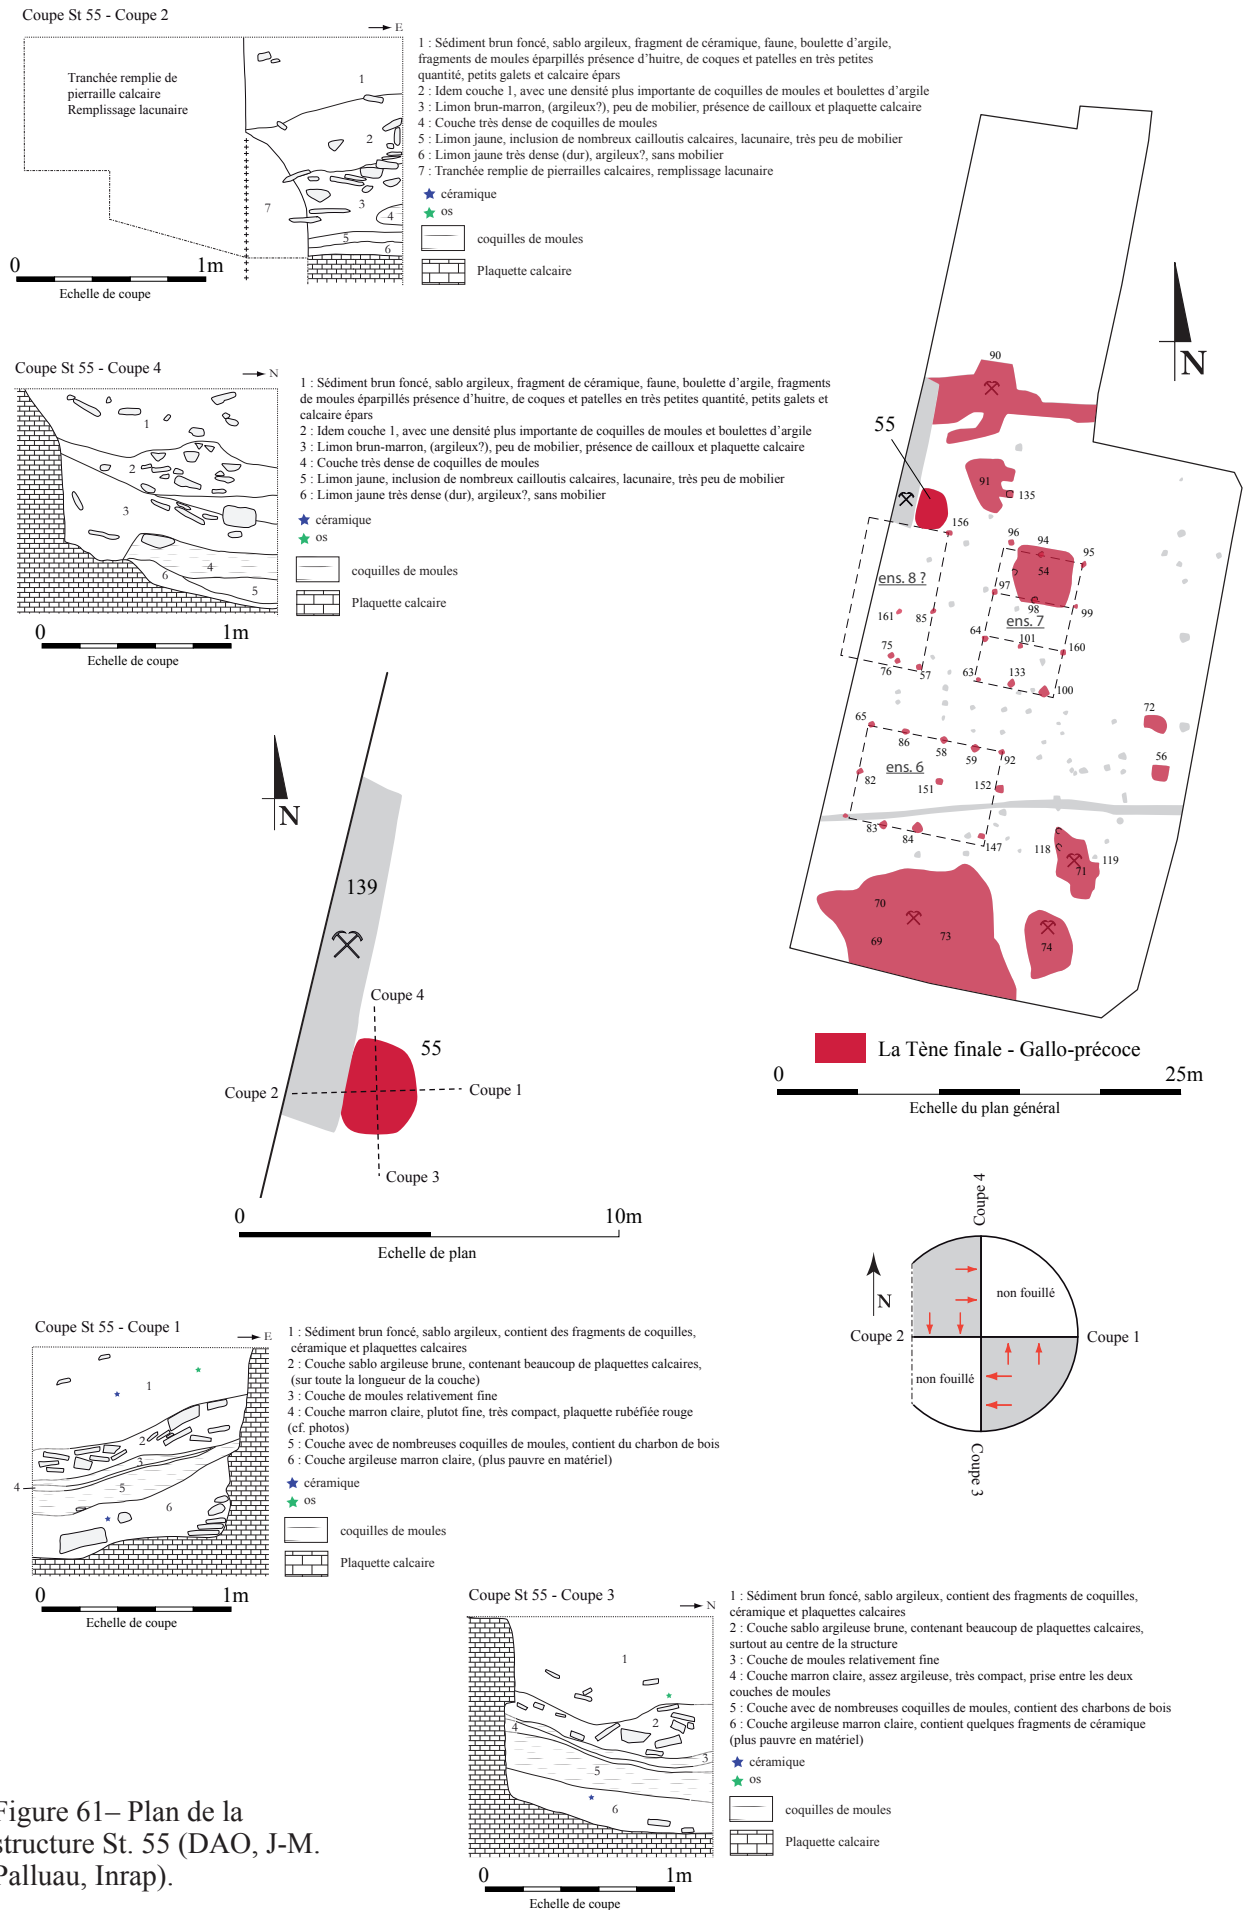 Coupe St 55 - Coupe 2
E
Tranchée remplie de
pierraille calcaire
Remplissage lacunaire
1
2
3
4
5
6
7
0
1m
Echelle de coupe
1 : Sédiment brun foncé, sablo argileux, fragment de céramique, faune, boulette d'argile,
fragments de moules éparpillés présence d'huitre, de coques et patelles en très petites
quantité, petits galets et calcaire épars
2 : Idem couche 1, avec une densité plus importante de coquilles de moules et boulettes d'argile
3 : Limon brun-marron, (argileux?), peu de mobilier, présence de cailloux et plaquette calcaire
4 : Couche très dense de coquilles de moules
5 : Limon jaune, inclusion de nombreux cailloutis calcaires, lacunaire, très peu de mobilier
6 : Limon jaune très dense (dur), argileux?, sans mobilier
7 : Tranchée remplie de pierrailles calcaires, remplissage lacunaire
céramique
os
coquilles de moules
Plaquette calcaire
Coupe St 55 - Coupe 4
N
1
2
3
4
6
5
0
1m
Echelle de coupe
1 : Sédiment brun foncé, sablo argileux, fragment de céramique, faune, boulette d'argile, fragments
de moules éparpillés présence d'huitre, de coques et patelles en très petites quantité, petits galets et
calcaire épars
2 : Idem couche 1, avec une densité plus importante de coquilles de moules et boulettes d'argile
3 : Limon brun-marron, (argileux?), peu de mobilier, présence de cailloux et plaquette calcaire
4 : Couche très dense de coquilles de moules
5 : Limon jaune, inclusion de nombreux cailloutis calcaires, lacunaire, très peu de mobilier
6 : Limon jaune très dense (dur), argileux?, sans mobilier
céramique
os
coquilles de moules
Plaquette calcaire
N
90
55
91
135
156
96
94
95
54
ens. 8 ?
97
98
99
161
85
ens. 7
64
101
160
75
76
57
63
133
100
65
72
86
58
59
92
56
ens. 6
82
151
152
83
84
147
118
71
119
70
69
73
74
La Tène finale - Gallo-précoce
0
25m
Echelle du plan général
N
139
Coupe 4
55
Coupe 2
Coupe 1
Coupe 3
0
10m
Echelle de plan
Coupe 4
N
non fouillé
Coupe 2
Coupe 1
non fouillé
Coupe 3
Coupe St 55 - Coupe 1
E
1
2
3
4
5
6
0
1m
Echelle de coupe
1 : Sédiment brun foncé, sablo argileux, contient des fragments de coquilles,
céramique et plaquettes calcaires
2 : Couche sablo argileuse brune, contenant beaucoup de plaquettes calcaires,
(sur toute la longueur de la couche)
3 : Couche de moules relativement fine
4 : Couche marron claire, plutot fine, très compact, plaquette rubéfiée rouge
(cf. photos)
5 : Couche avec de nombreuses coquilles de moules, contient du charbon de bois
6 : Couche argileuse marron claire, (plus pauvre en matériel)
céramique
os
coquilles de moules
Plaquette calcaire
Coupe St 55 - Coupe 3
N
1
2
4
3
5
6
0
1m
Echelle de coupe
1 : Sédiment brun foncé, sablo argileux, contient des fragments de coquilles,
céramique et plaquettes calcaires
2 : Couche sablo argileuse brune, contenant beaucoup de plaquettes calcaires,
surtout au centre de la structure
3 : Couche de moules relativement fine
4 : Couche marron claire, assez argileuse, très compact, prise entre les deux
couches de moules
5 : Couche avec de nombreuses coquilles de moules, contient des charbons de bois
6 : Couche argileuse marron claire, contient quelques fragments de céramique
(plus pauvre en matériel)
céramique
os
coquilles de moules
Plaquette calcaire
Figure 61– Plan de la
structure St. 55 (DAO, J-M.
Palluau, Inrap).